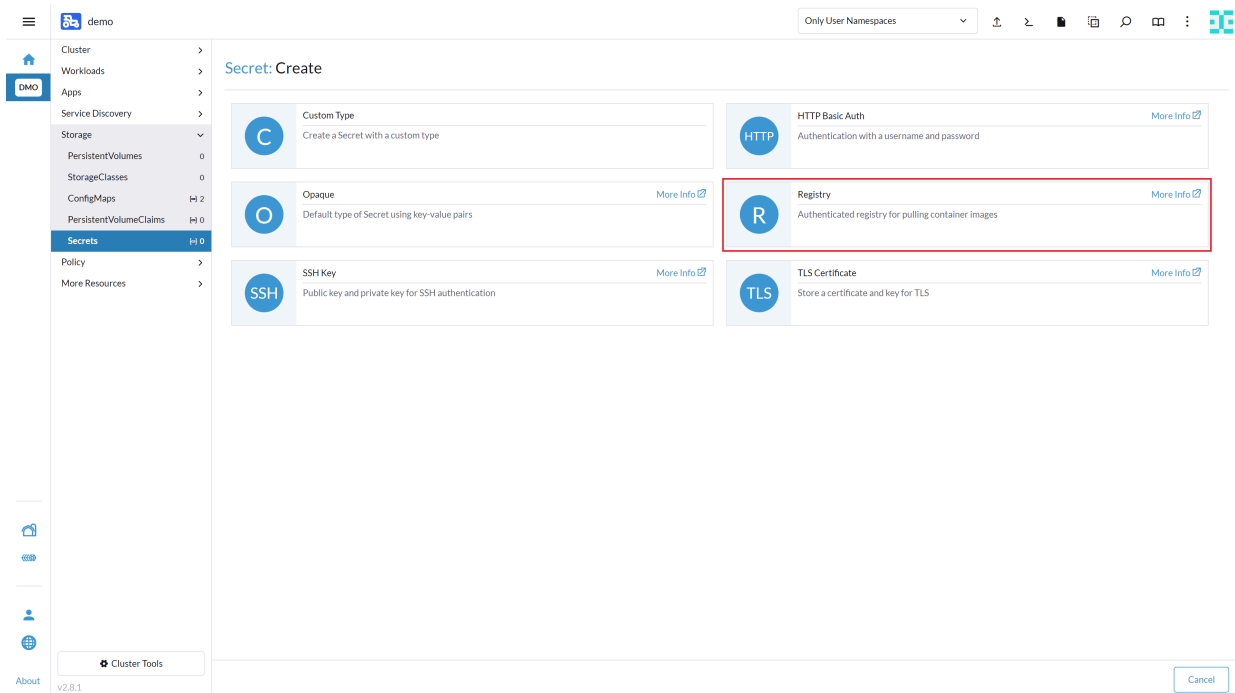 demo
Only User Namespaces
DMO
Cluster
Workloads
Apps
Service Discovery
Storage
PersistentVolumes 0
StorageClasses 0
ConfigMaps 2
PersistentVolumeClaims 0
Secrets 0
Policy
More Resources
Cluster Tools
v2.8.1
About
Secret: Create
C
Custom Type
Create a Secret with a custom type
HTTP
HTTP Basic Auth More Info
Authentication with a username and password
O
Opaque More Info
Default type of Secret using key-value pairs
R
Registry More Info
Authenticated registry for pulling container images
SSH
SSH Key More Info
Public key and private key for SSH authentication
TLS
TLS Certificate More Info
Store a certificate and key for TLS
Cancel